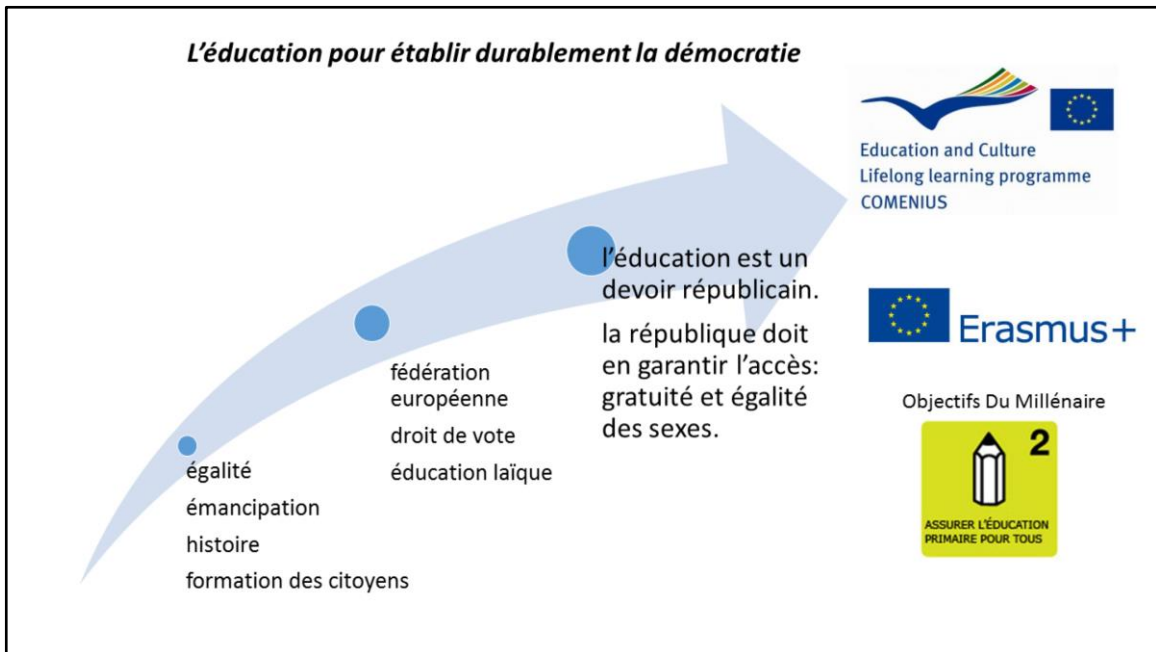 L’éducation pour établir durablement la démocratie
Education and Culture
Lifelong learning programme
COMENIUS
l’éducation est un
devoir républicain.
la république doit
en garantir l’accès:
gratuité et égalité
des sexes.
Erasmus+
fédération
européenne
droit de vote
éducation laïque
Objectifs Du Millénaire
2
ASSURER L’ÉDUCATION
PRIMAIRE POUR TOUS
égalité
émancipation
histoire
formation des citoyens